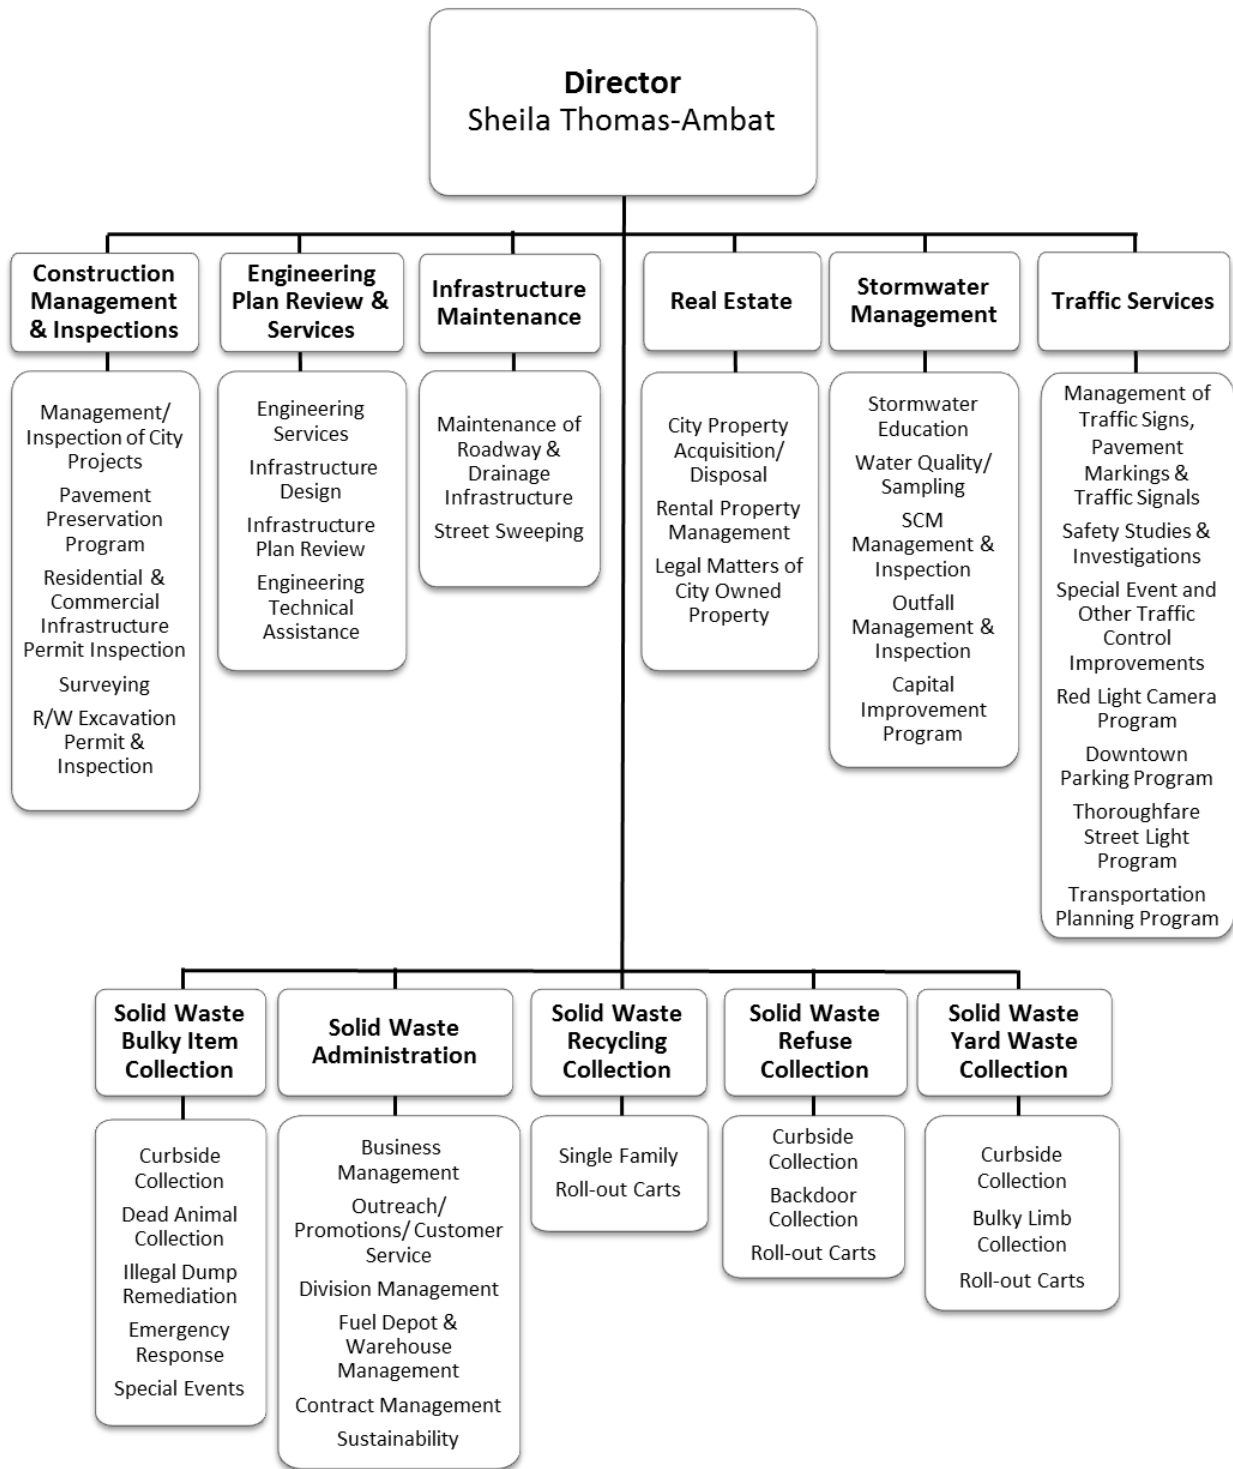 Director
Sheila Thomas-Ambat
Construction
Management
& Inspections
Engineering
Plan Review &
Services
Infrastructure
Maintenance
Real Estate
Stormwater
Management
Traffic Services
Management/
Inspection of City
Projects
Pavement
Preservation
Program
Residential &
Commercial
Infrastructure
Permit Inspection
Surveying
R/W Excavation
Permit &
Inspection
Engineering
Services
Infrastructure
Design
Infrastructure
Plan Review
Engineering
Technical
Assistance
Maintenance of
Roadway &
Drainage
Infrastructure
Street Sweeping
City Property
Acquisition/
Disposal
Rental Property
Management
Legal Matters of
City Owned
Property
Stormwater
Education
Water Quality/
Sampling
SCM
Management &
Inspection
Outfall
Management &
Inspection
Capital
Improvement
Program
Management of
Traffic Signs,
Pavement
Markings &
Traffic Signals
Safety Studies &
Investigations
Special Event and
Other Traffic
Control
Improvements
Red Light Camera
Program
Downtown
Parking Program
Thoroughfare
Street Light
Program
Transportation
Planning Program
Solid Waste
Bulky Item
Collection
Solid Waste
Administration
Solid Waste
Recycling
Collection
Solid Waste
Refuse
Collection
Solid Waste
Yard Waste
Collection
Curbside
Collection
Dead Animal
Collection
Illegal Dump
Remediation
Emergency
Response
Special Events
Business
Management
Outreach/
Promotions/ Customer
Service
Division Management
Fuel Depot &
Warehouse
Management
Contract Management
Sustainability
Single Family
Roll-out Carts
Curbside
Collection
Backdoor
Collection
Roll-out Carts
Curbside
Collection
Bulky Limb
Collection
Roll-out Carts